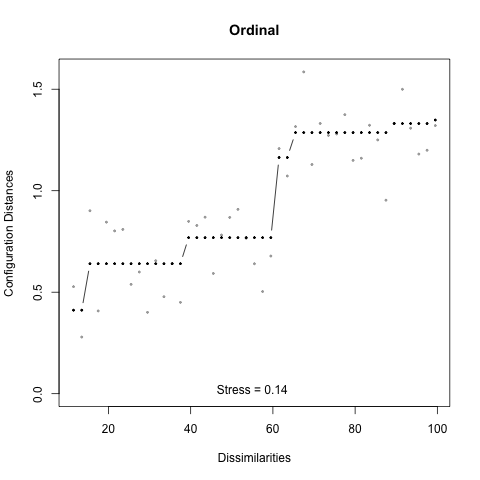 Ordinal
Configuration Distances
1.5
1.0
0.5
0.0
Stress = 0.14
20 40 60 80 100
Dissimilarities